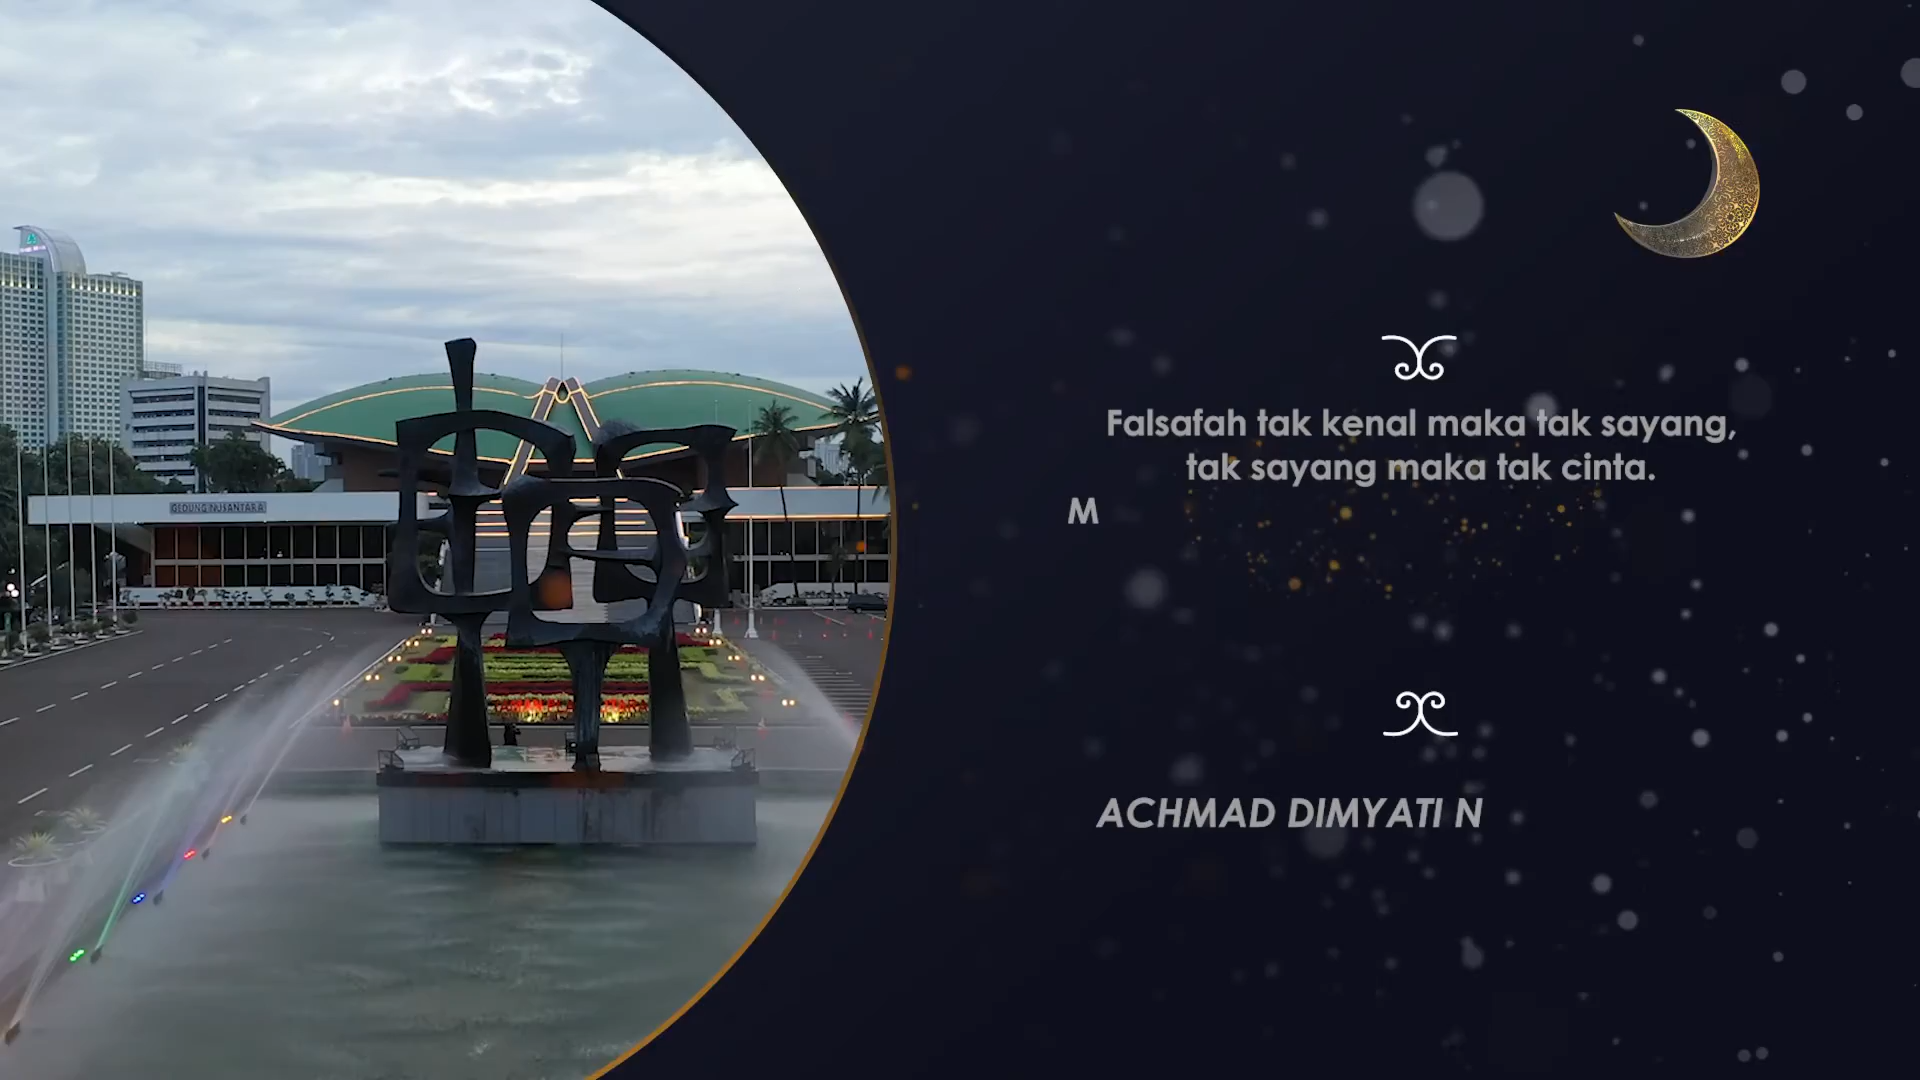 GEDUNG NUSANTARA
Falsafah tak kenal maka tak sayang,
tak sayang maka tak cinta.
M
ACHMAD DIMYATI N